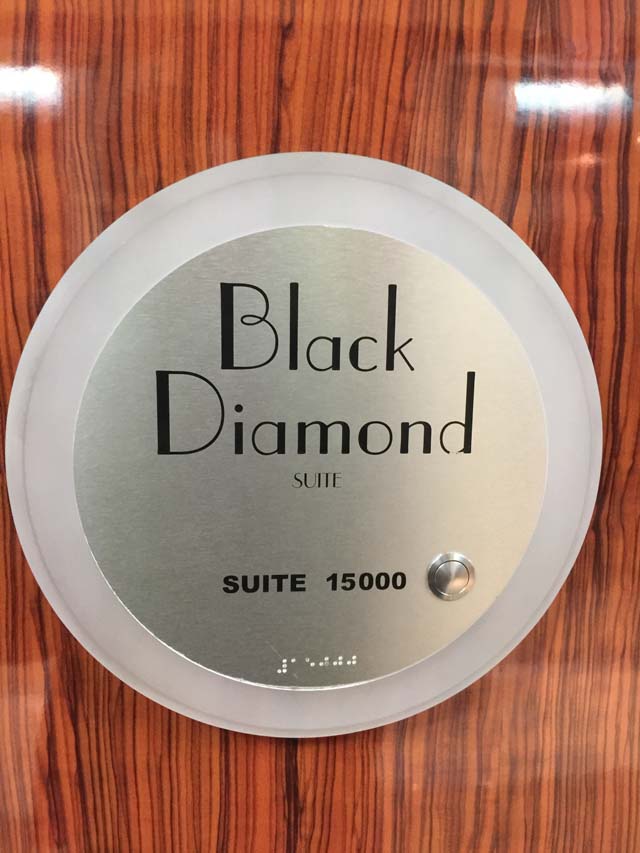 Black
Diamond
SUITE
SUITE 15000
⠼⠁⠑⠚⠚⠚